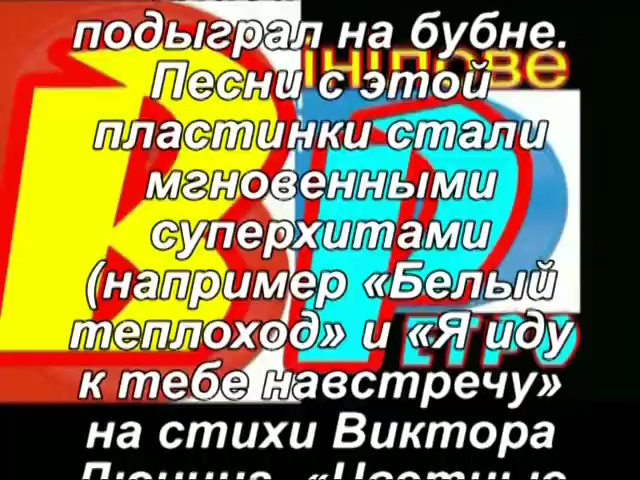 подыграл на бубне.
Песни с этой
пластинки стали
мгновенными
суперхитами
(например «Белый
теплоход» и «Я иду
к тебе навстречу»
на стихи Виктора